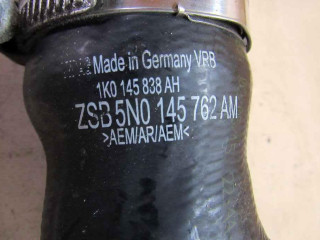 Made in Germany VRB
1K0 145 838 AH
ZSB 5N0 145 762 AM
>AEM/AR/AEM<